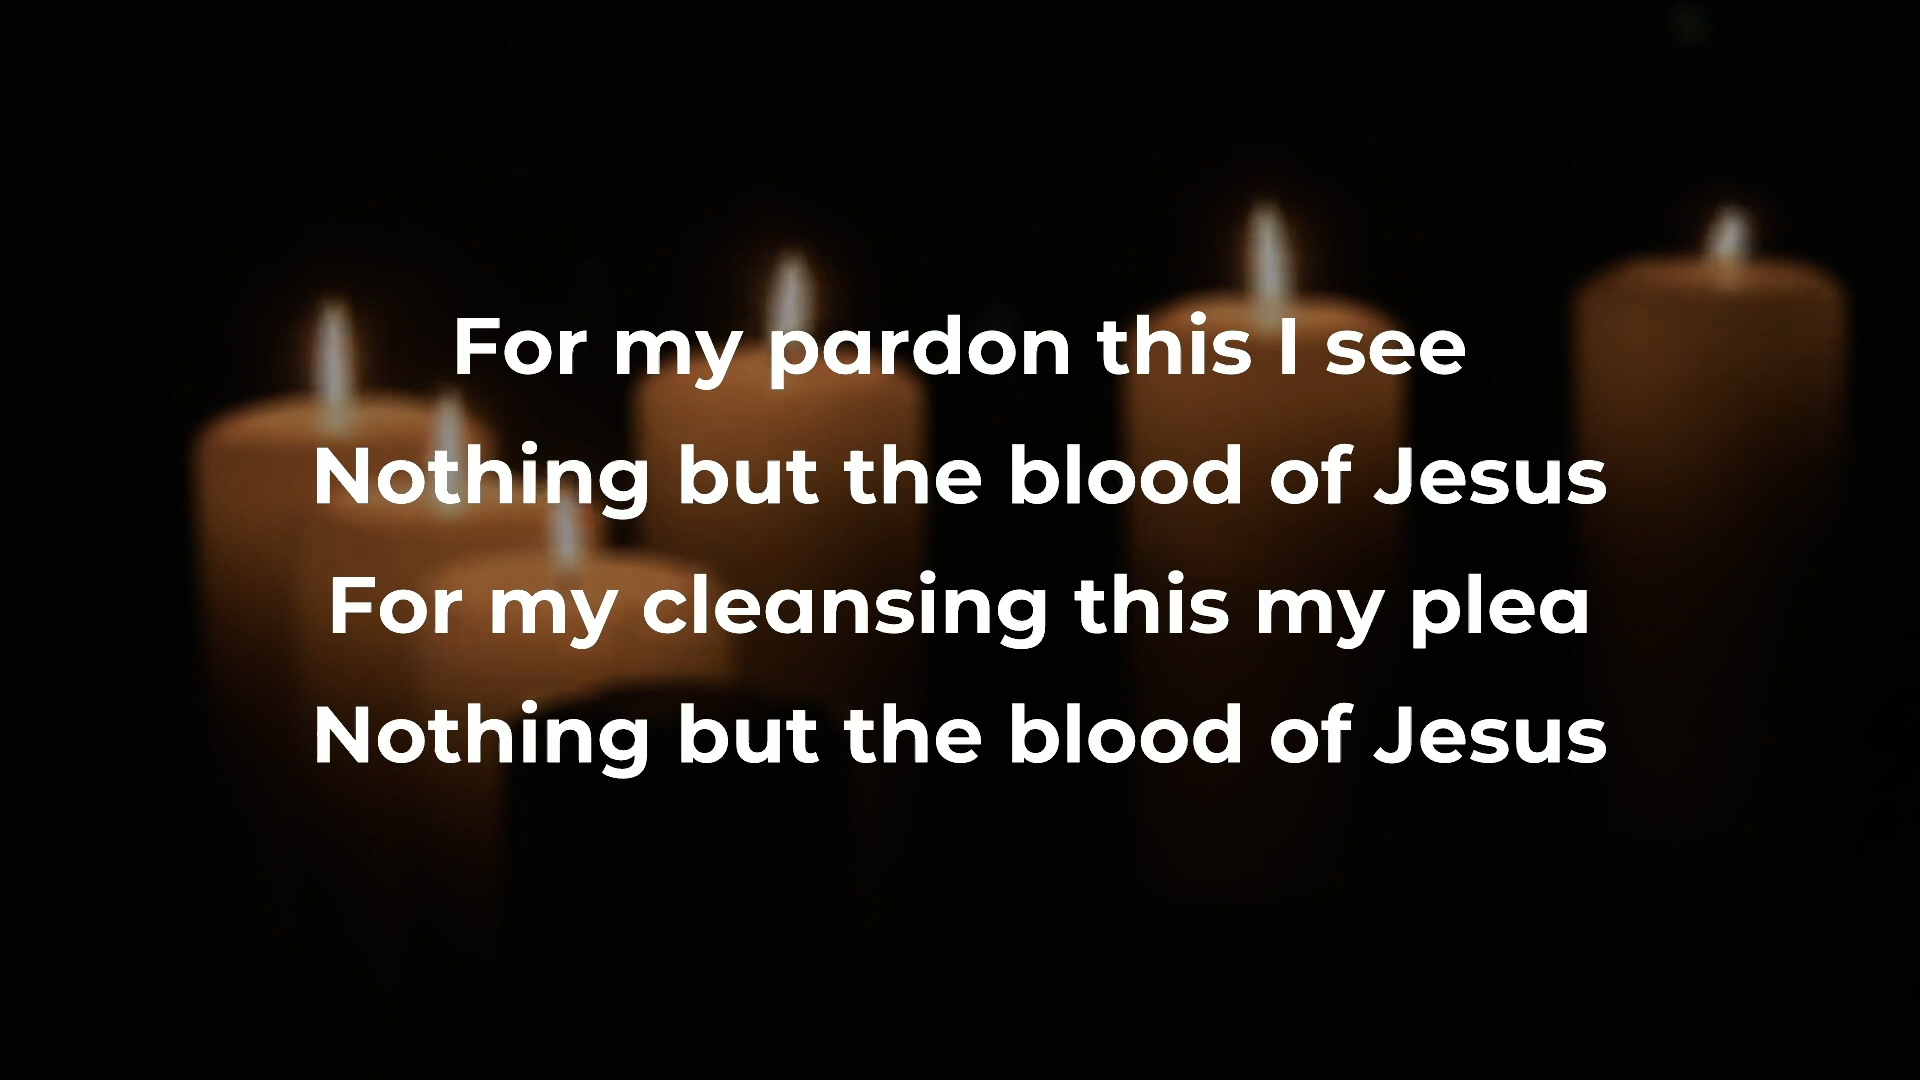 For my pardon this I see
Nothing but the blood of Jesus
For my cleansing this my plea
Nothing but the blood of Jesus